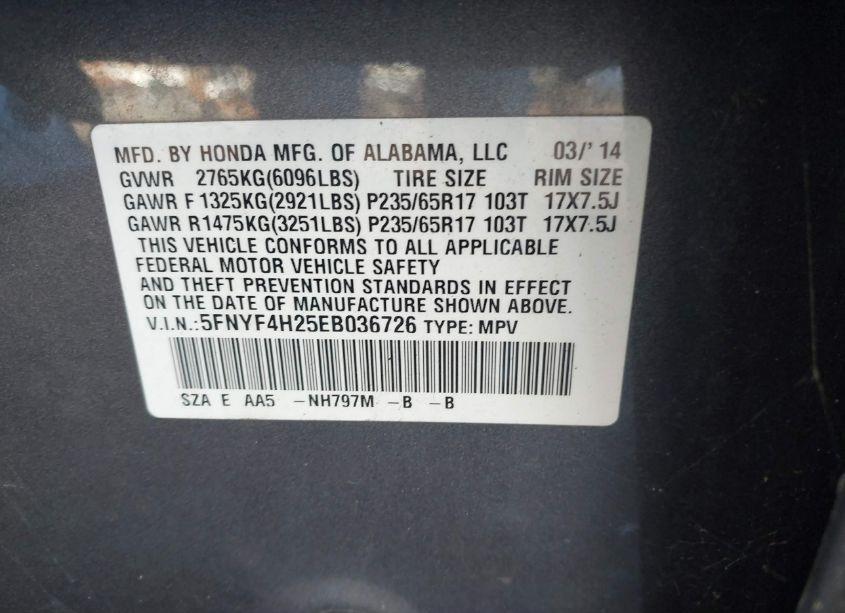 MFD. BY HONDA MFG. OF ALABAMA, LLC 03/'14
GVWR 2765KG(6096LBS) TIRE SIZE RIM SIZE
GAWR F 1325KG(2921LBS) P235/65R17 103T 17X7.5J
GAWR R1475KG(3251LBS) P235/65R17 103T 17X7.5J
THIS VEHICLE CONFORMS TO ALL APPLICABLE
FEDERAL MOTOR VEHICLE SAFETY
AND THEFT PREVENTION STANDARDS IN EFFECT
ON THE DATE OF MANUFACTURE SHOWN ABOVE.
V.I.N.:5FNYF4H25EB036726 TYPE: MPV
SZA E AA5 -NH797M -B -B